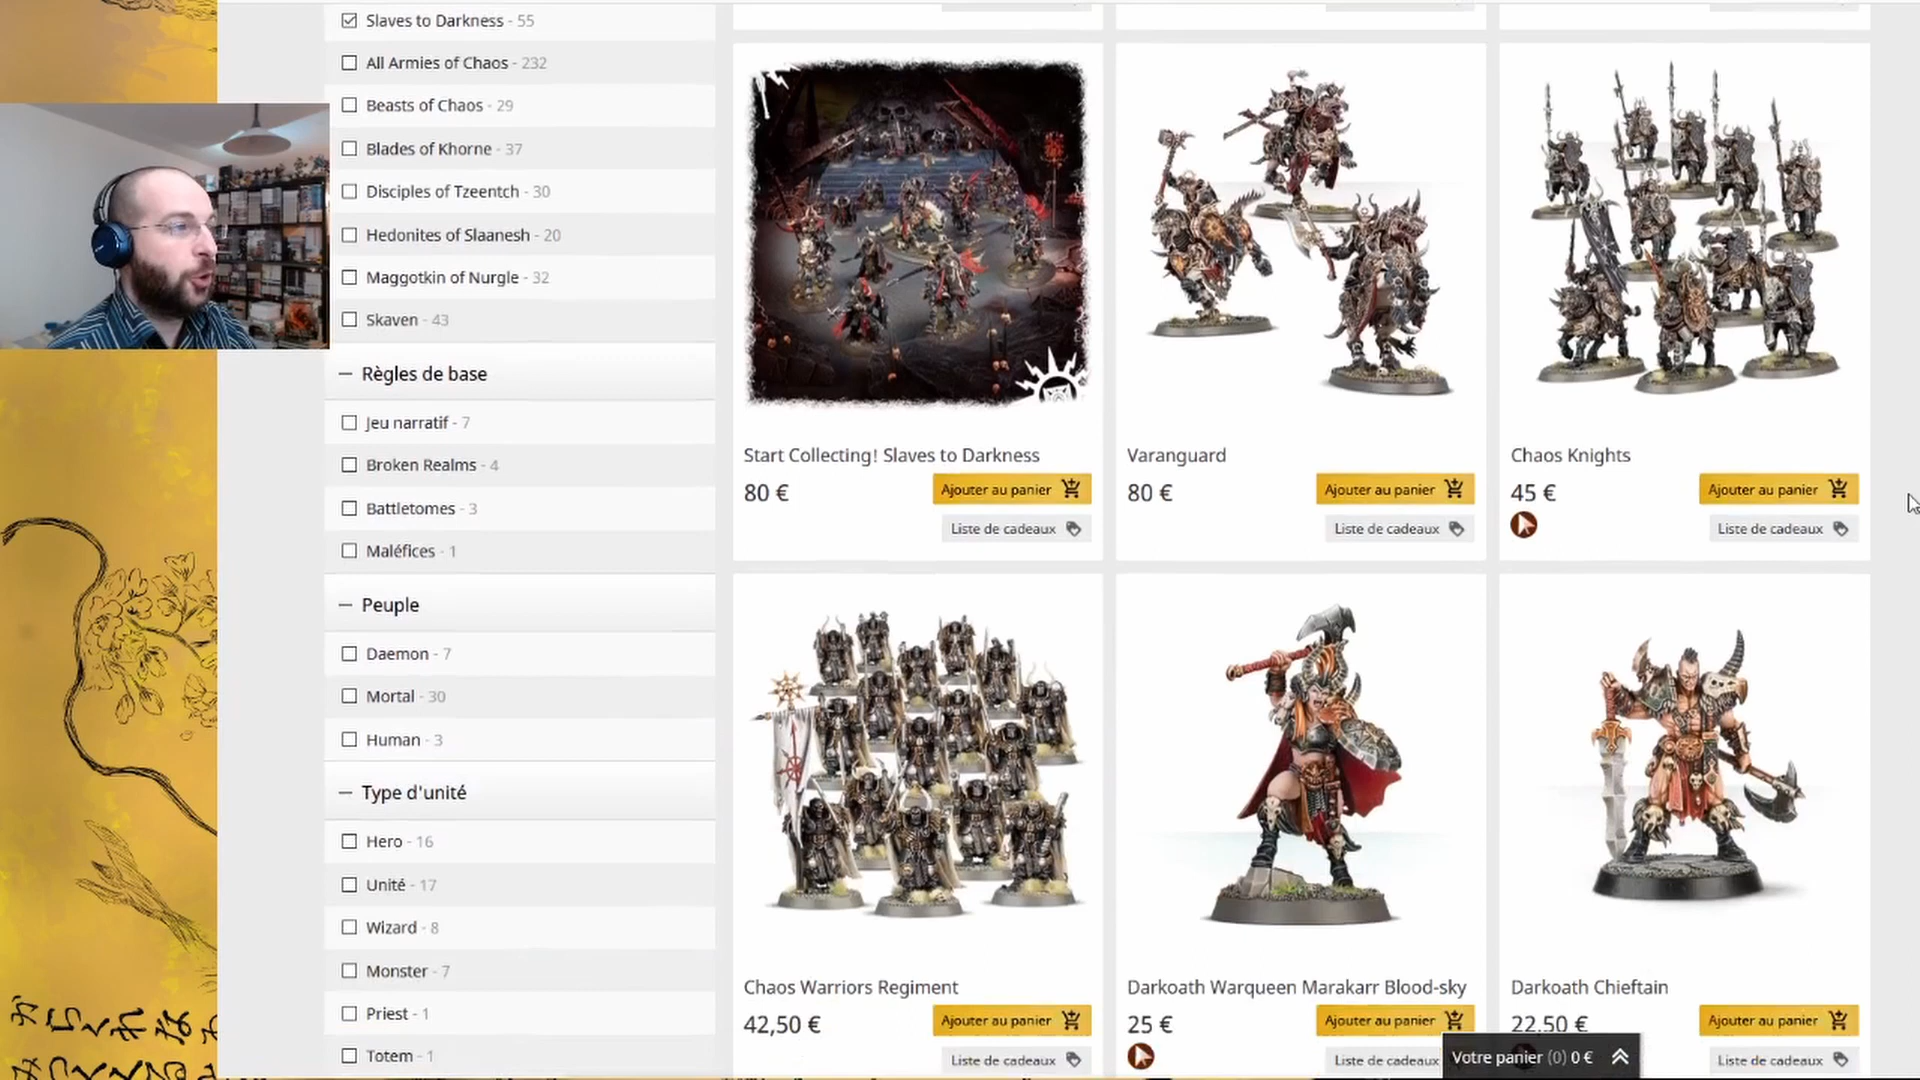 Slaves to Darkness - 55
All Armies of Chaos - 232
Beasts of Chaos - 29
Blades of Khorne - 37
Disciples of Tzeentch - 30
Hedonites of Slaanesh - 20
Maggotkin of Nurgle - 32
Skaven - 43
Règles de base
Jeu narratif - 7
Broken Realms - 4
Battletomes - 3
Maléfices - 1
Peuple
Daemon - 7
Mortal - 30
Human - 3
Type d'unité
Hero - 16
Unité - 17
Wizard - 8
Monster - 7
Priest - 1
Totem - 1
Start Collecting! Slaves to Darkness
80 €
Ajouter au panier
Liste de cadeaux
Varanguard
80 €
Ajouter au panier
Liste de cadeaux
Chaos Knights
45 €
Ajouter au panier
Liste de cadeaux
Chaos Warriors Regiment
42,50 €
Ajouter au panier
Liste de cadeaux
Darkoath Warqueen Marakarr Blood-sky
25 €
Ajouter au panier
Liste de cadeaux
Darkoath Chieftain
22,50 €
Ajouter au panier
Liste de cadeaux
Votre panier (0) 0 €